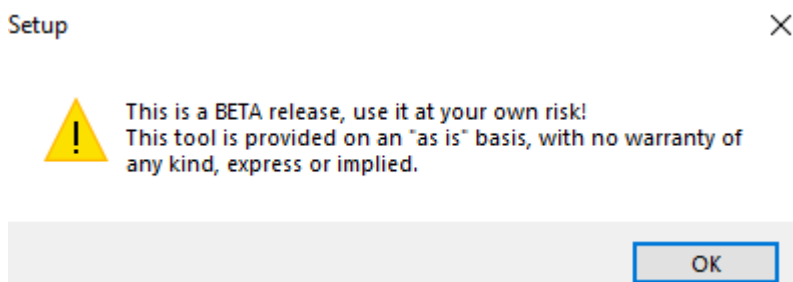 Setup
This is a BETA release, use it at your own risk!
This tool is provided on an "as is" basis, with no warranty of
any kind, express or implied.
OK